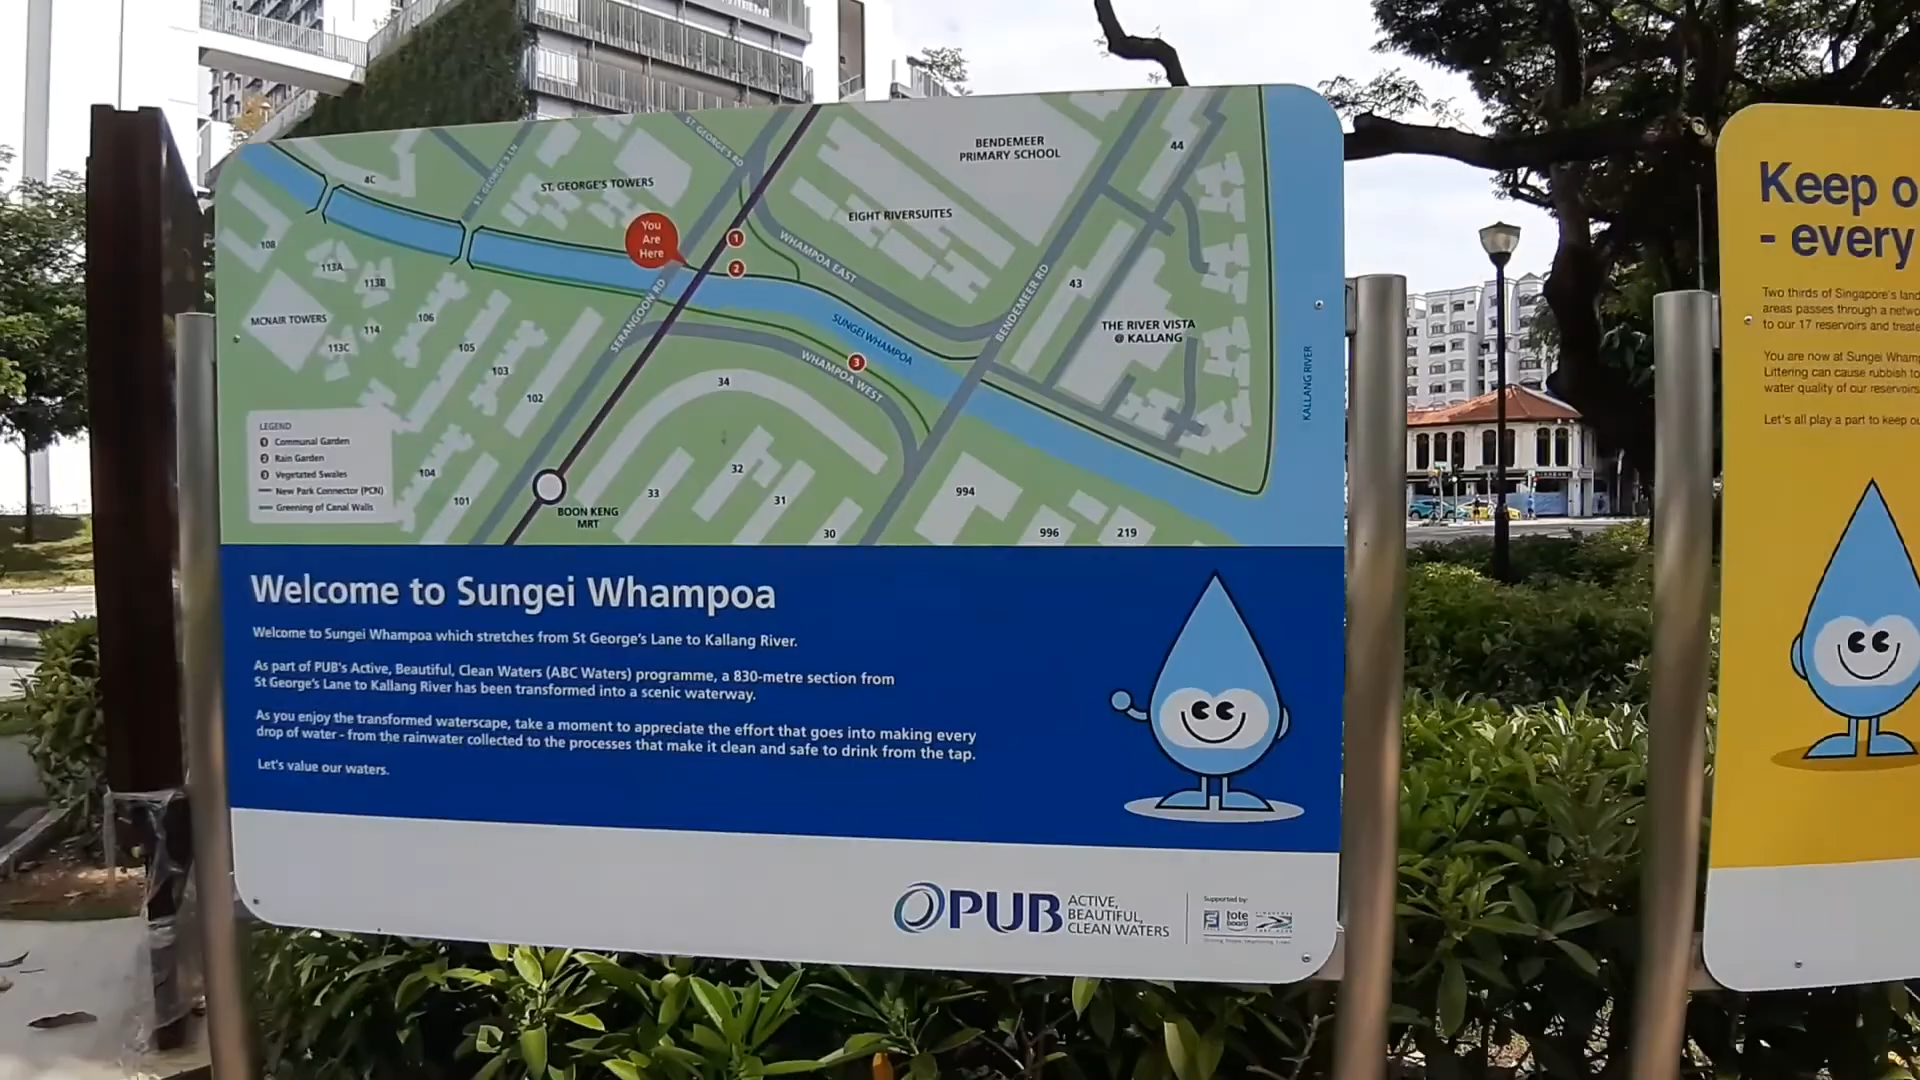 ST. GEORGE'S LN
ST. GEORGE'S RD
4C
ST. GEORGE'S TOWERS
You
Are
Here
1
2
BENDEMEER
PRIMARY SCHOOL
44
EIGHT RIVERSUITES
WHAMPOA EAST
10B
113A
113B
MCNAIR TOWERS
114
106
113C
105
103
102
SERANGOON RD
SUNGEI WHAMPOA
3
WHAMPOA WEST
BENDEMEER RD
43
THE RIVER VISTA
@ KALLANG
KALLANG RIVER
34
LEGEND
1 Communal Garden
2 Rain Garden
3 Vegetated Swales
New Park Connector (PCN)
Greening of Canal Walls
104
101
BOON KENG
MRT
33
32
31
30
994
996
219
Welcome to Sungei Whampoa
Welcome to Sungei Whampoa which stretches from St George's Lane to Kallang River.
As part of PUB's Active, Beautiful, Clean Waters (ABC Waters) programme, a 830-metre section from
St George's Lane to Kallang River has been transformed into a scenic waterway.
As you enjoy the transformed waterscape, take a moment to appreciate the effort that goes into making every
drop of water - from the rainwater collected to the processes that make it clean and safe to drink from the tap.
Let's value our waters.
PUB ACTIVE,
BEAUTIFUL,
CLEAN WATERS
Supported by:
tote
board
Keep o
- every
Two thirds of Singapore's land
areas passes through a netwo
to our 17 reservoirs and treate
You are now at Sungei Wham
Littering can cause rubbish to
water quality of our reservoirs
Let's all play a part to keep ou